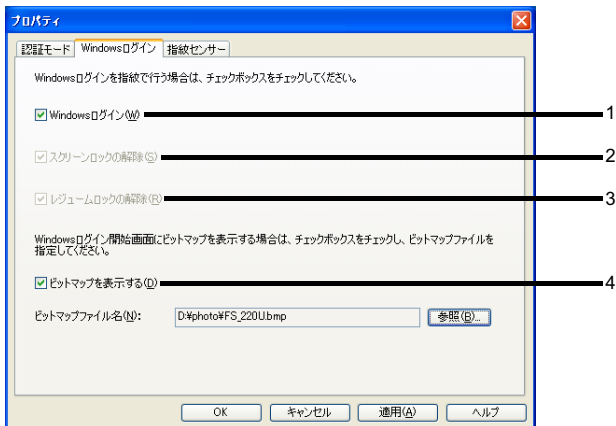 プロパティ
認証モード Windowsログイン 指紋センサー
Windowsログインを指紋で行う場合は、チェックボックスをチェックしてください。
Windowsログイン(W) 1
スクリーンロックの解除(S) 2
レジュームロックの解除(R) 3
Windowsログイン開始画面にビットマップを表示する場合は、チェックボックスをチェックし、ビットマップファイルを
指定してください。
ビットマップを表示する(D) 4
ビットマップファイル名(N): D:¥photo¥FS_220U.bmp 参照(B)...
OK キャンセル 適用(A) ヘルプ